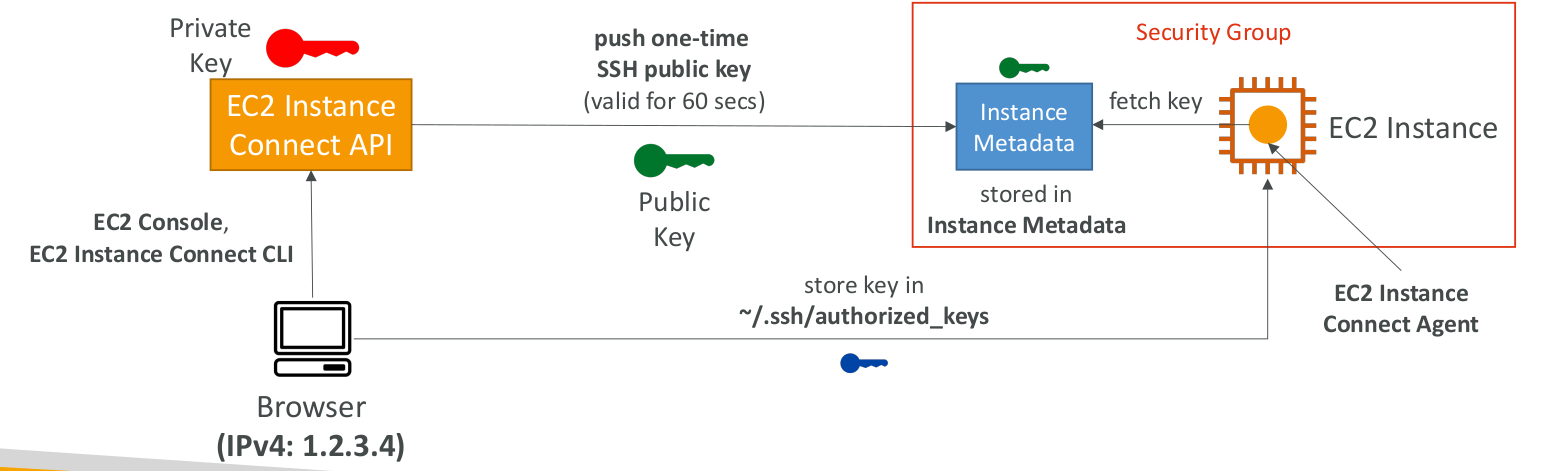 Private
Key
EC2 Instance
Connect API
push one-time
SSH public key
(valid for 60 secs)
Public
Key
Security Group
Instance
Metadata
fetch key
EC2 Instance
stored in
Instance Metadata
EC2 Console,
EC2 Instance Connect CLI
store key in
~/.ssh/authorized_keys
EC2 Instance
Connect Agent
Browser
(IPv4: 1.2.3.4)